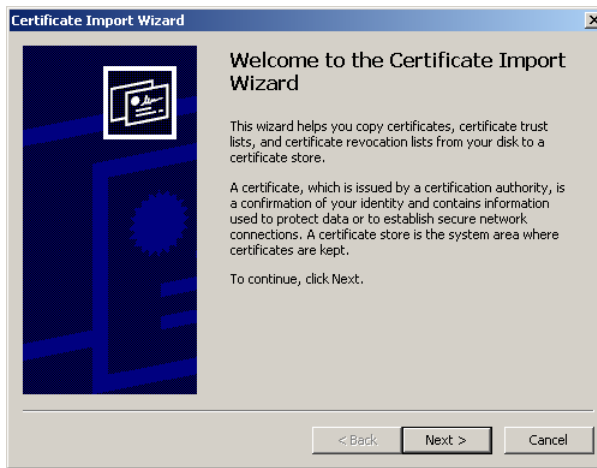 Certificate Import Wizard
Welcome to the Certificate Import
Wizard
This wizard helps you copy certificates, certificate trust
lists, and certificate revocation lists from your disk to a
certificate store.
A certificate, which is issued by a certification authority, is
a confirmation of your identity and contains information
used to protect data or to establish secure network
connections. A certificate store is the system area where
certificates are kept.
To continue, click Next.
< Back Next > Cancel